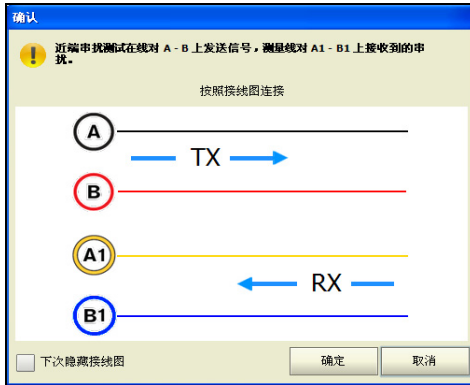 确认
近端串扰测试在线对 A - B 上发送信号，测量线对 A1 - B1 上接收到的串
扰。
按照接线图连接
A
TX
B
A1
RX
B1
下次隐藏接线图
确定
取消